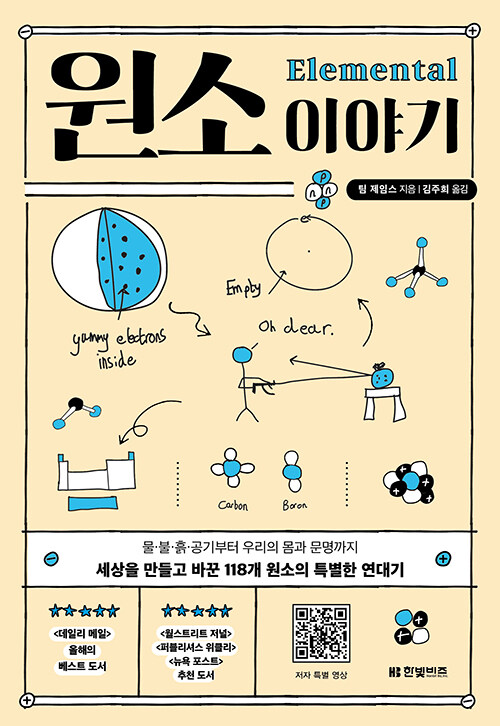 원소
Elemental
이야기
팀 제임스 지음 | 김주희 옮김
p
n n
p
Empty
yummy electrons
inside
Oh dear.
Carbon
Boron
물·불·흙·공기부터 우리의 몸과 문명까지
세상을 만들고 바꾼 118개 원소의 특별한 연대기
<데일리 메일>
올해의
베스트 도서
<월스트리트 저널>
<퍼블리셔스 위클리>
<뉴욕 포스트>
추천 도서
저자 특별 영상
HB 한빛비즈